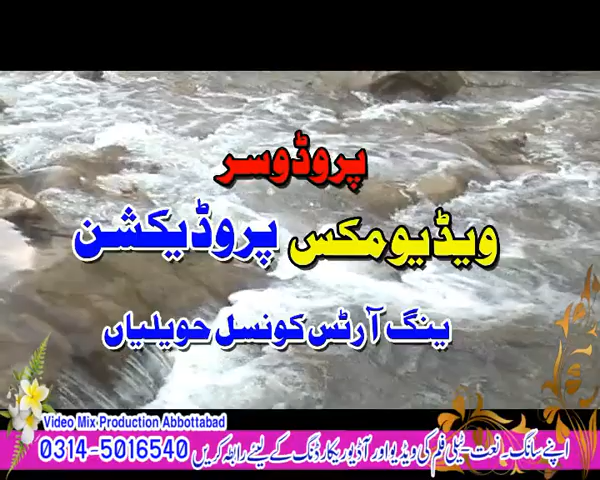 پروڈوسر
ویڈیو مکس پروڈیکشن
ینگ آرٹس کونسل حویلیاں
Video Mix Production Abbottabad
اپنے سانگ۔ نعت۔ ٹیلی فلم کی ویڈیو اور آڈیو ریکارڈنگ کے لیئے رابطہ کریں 0314-5016540